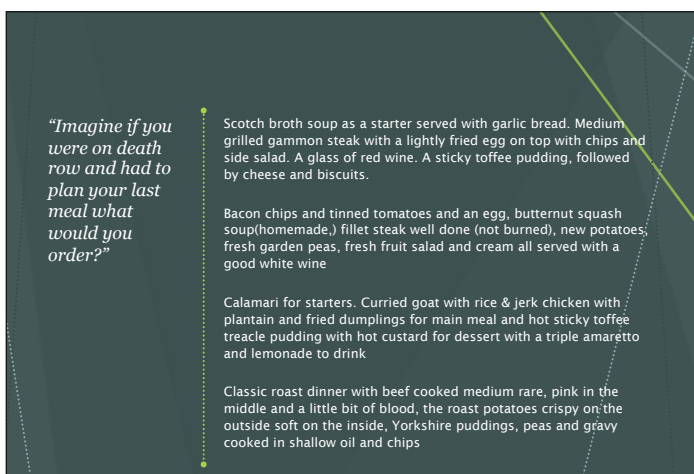 “Imagine if you
were on death
row and had to
plan your last
meal what
would you
order?”
Scotch broth soup as a starter served with garlic bread. Medium
grilled gammon steak with a lightly fried egg on top with chips and
side salad. A glass of red wine. A sticky toffee pudding, followed
by cheese and biscuits.
Bacon chips and tinned tomatoes and an egg, butternut squash
soup(homemade,) fillet steak well done (not burned), new potatoes,
fresh garden peas, fresh fruit salad and cream all served with a
good white wine
Calamari for starters. Curried goat with rice & jerk chicken with
plantain and fried dumplings for main meal and hot sticky toffee
treacle pudding with hot custard for dessert with a triple amaretto
and lemonade to drink
Classic roast dinner with beef cooked medium rare, pink in the
middle and a little bit of blood, the roast potatoes crispy on the
outside soft on the inside, Yorkshire puddings, peas and gravy
cooked in shallow oil and chips